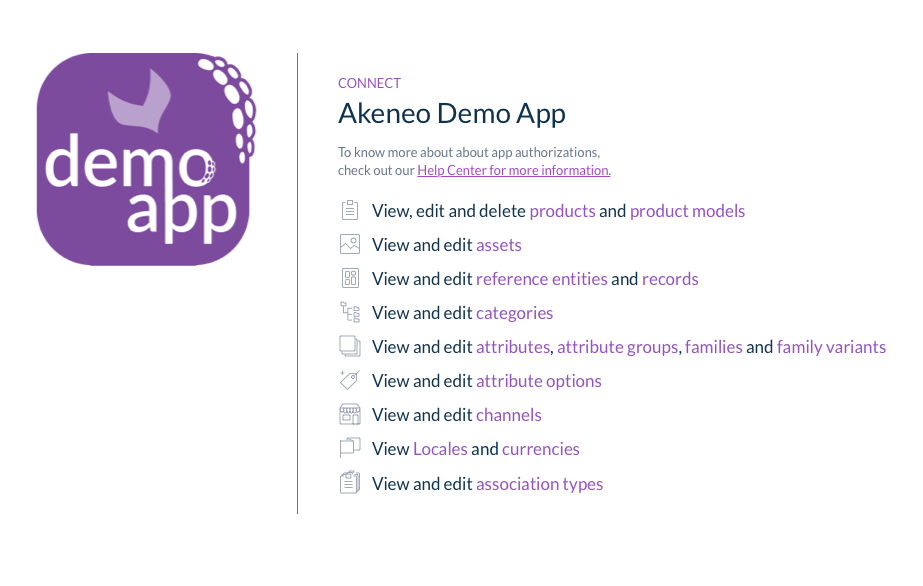 demo
app
CONNECT
Akeneo Demo App
To know more about about app authorizations,
check out our Help Center for more information.
View, edit and delete products and product models
View and edit assets
View and edit reference entities and records
View and edit categories
View and edit attributes, attribute groups, families and family variants
View and edit attribute options
View and edit channels
View Locales and currencies
View and edit association types